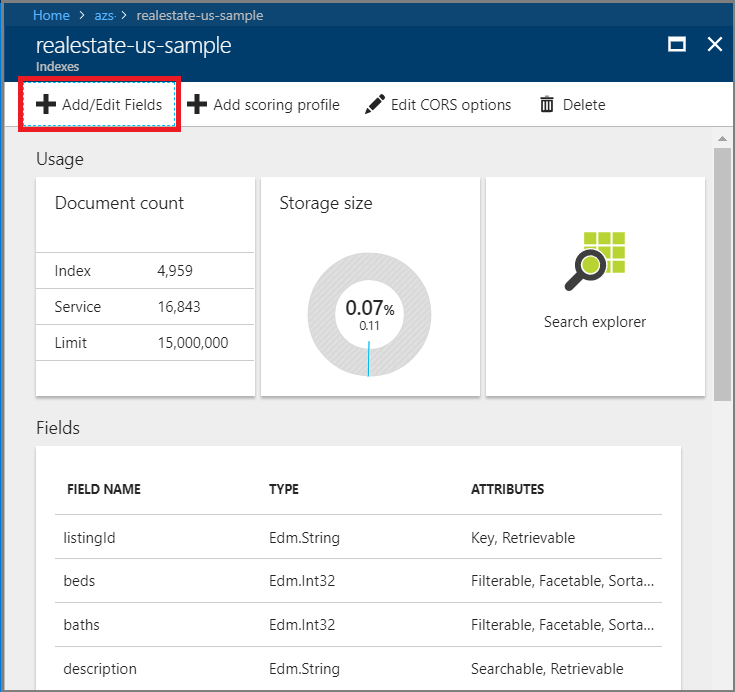 Home > azs > realestate-us-sample
realestate-us-sample
Indexes
Add/Edit Fields Add scoring profile Edit CORS options Delete
Usage
Document count
Index 4,959
Service 16,843
Limit 15,000,000
Storage size
0.07%
0.11
Search explorer
Fields
FIELD NAME TYPE ATTRIBUTES
listingId Edm.String Key, Retrievable
beds Edm.Int32 Filterable, Facetable, Sorta...
baths Edm.Int32 Filterable, Facetable, Sorta...
description Edm.String Searchable, Retrievable